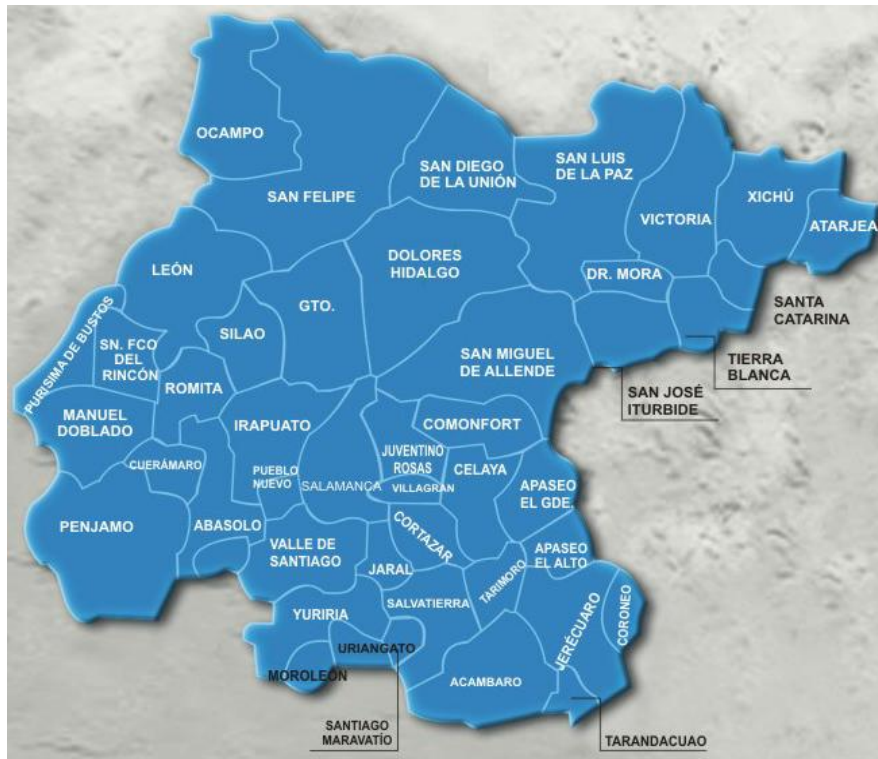 OCAMPO
SAN FELIPE
SAN DIEGO
DE LA UNIÓN
SAN LUIS
DE LA PAZ
VICTORIA
XICHÚ
ATARJEA
LEÓN
DOLORES
HIDALGO
GTO.
DR. MORA
SANTA
CATARINA
PURISIMA DE BUSTOS
SN. FCO
DEL
RINCÓN
SILAO
SAN MIGUEL
DE ALLENDE
TIERRA
BLANCA
SAN JOSÉ
ITURBIDE
ROMITA
MANUEL
DOBLADO
IRAPUATO
COMONFORT
CUERÁMARO
PUEBLO
NUEVO
SALAMANCA
JUVENTINO
ROSAS
VILLAGRAN
CELAYA
APASEO
EL GDE.
PENJAMO
ABASOLO
VALLE DE
SANTIAGO
CORTAZAR
JARAL
APASEO
EL ALTO
TARIMORO
SALVATIERRA
YURIRIA
JERÉCUARO
CORONEO
URIANGATO
MOROLEÓN
ACAMBARO
SANTIAGO
MARAVATÍO
TARANDACUAO